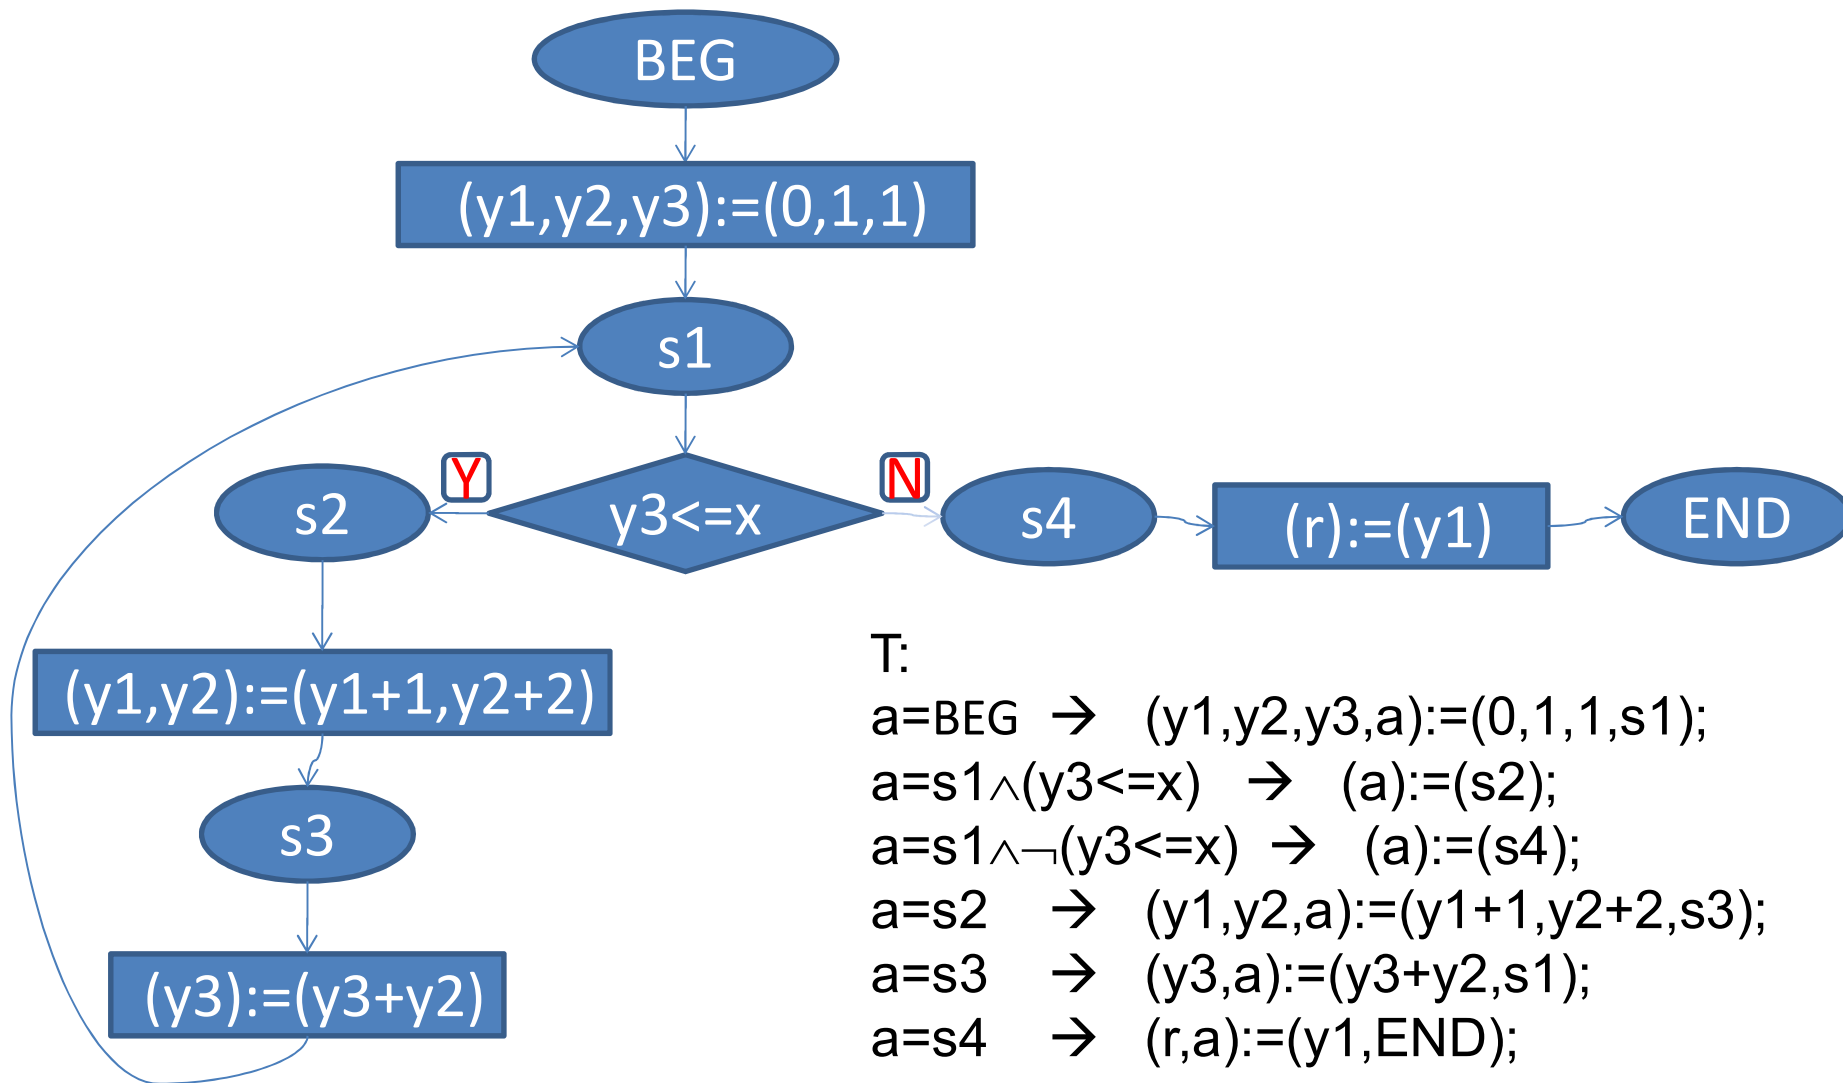 BEG
(y1,y2,y3):=(0,1,1)
s1
Y
N
s2
y3<=x
s4
(r):=(y1)
END
(y1,y2):=(y1+1,y2+2)
s3
(y3):=(y3+y2)
T:
a=BEG → (y1,y2,y3,a):=(0,1,1,s1);
a=s1∧(y3<=x) → (a):=(s2);
a=s1∧¬(y3<=x) → (a):=(s4);
a=s2 → (y1,y2,a):=(y1+1,y2+2,s3);
a=s3 → (y3,a):=(y3+y2,s1);
a=s4 → (r,a):=(y1,END);